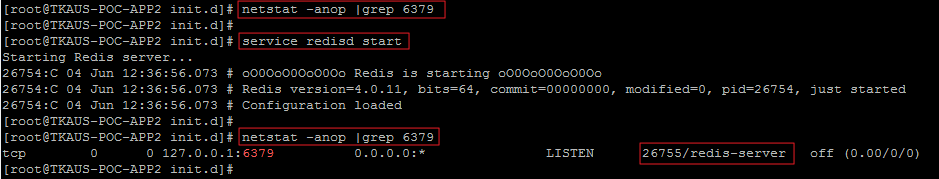 [root@TKAUS-POC-APP2 init.d]# netstat -anop |grep 6379
[root@TKAUS-POC-APP2 init.d]#
[root@TKAUS-POC-APP2 init.d]# service redisd start
Starting Redis server...
26754:C 04 Jun 12:36:56.073 # oO0OoO0OoO0Oo Redis is starting oO0OoO0OoO0Oo
26754:C 04 Jun 12:36:56.073 # Redis version=4.0.11, bits=64, commit=00000000, modified=0, pid=26754, just started
26754:C 04 Jun 12:36:56.073 # Configuration loaded
[root@TKAUS-POC-APP2 init.d]#
[root@TKAUS-POC-APP2 init.d]# netstat -anop |grep 6379
tcp 0 0 127.0.0.1:6379 0.0.0.0:* LISTEN 26755/redis-server off (0.00/0/0)
[root@TKAUS-POC-APP2 init.d]#